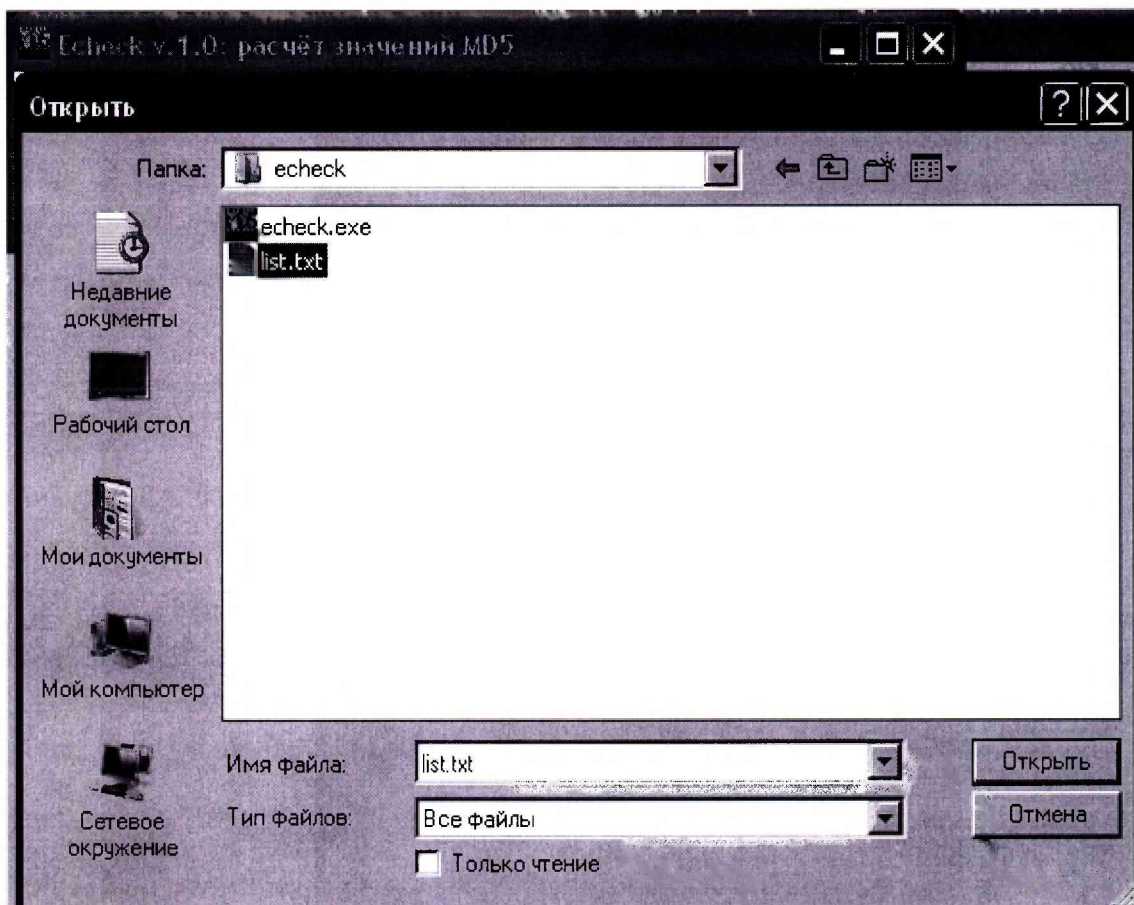 Echeck v.1.0: расчёт значений MD5
Открыть
Папка:
echeck
echeck.exe
list.txt
Недавние
документы
Рабочий стол
Мои документы
Мой компьютер
Сетевое
окружение
Имя файла:
list.txt
Открыть
Тип файлов:
Все файлы
Отмена
Только чтение